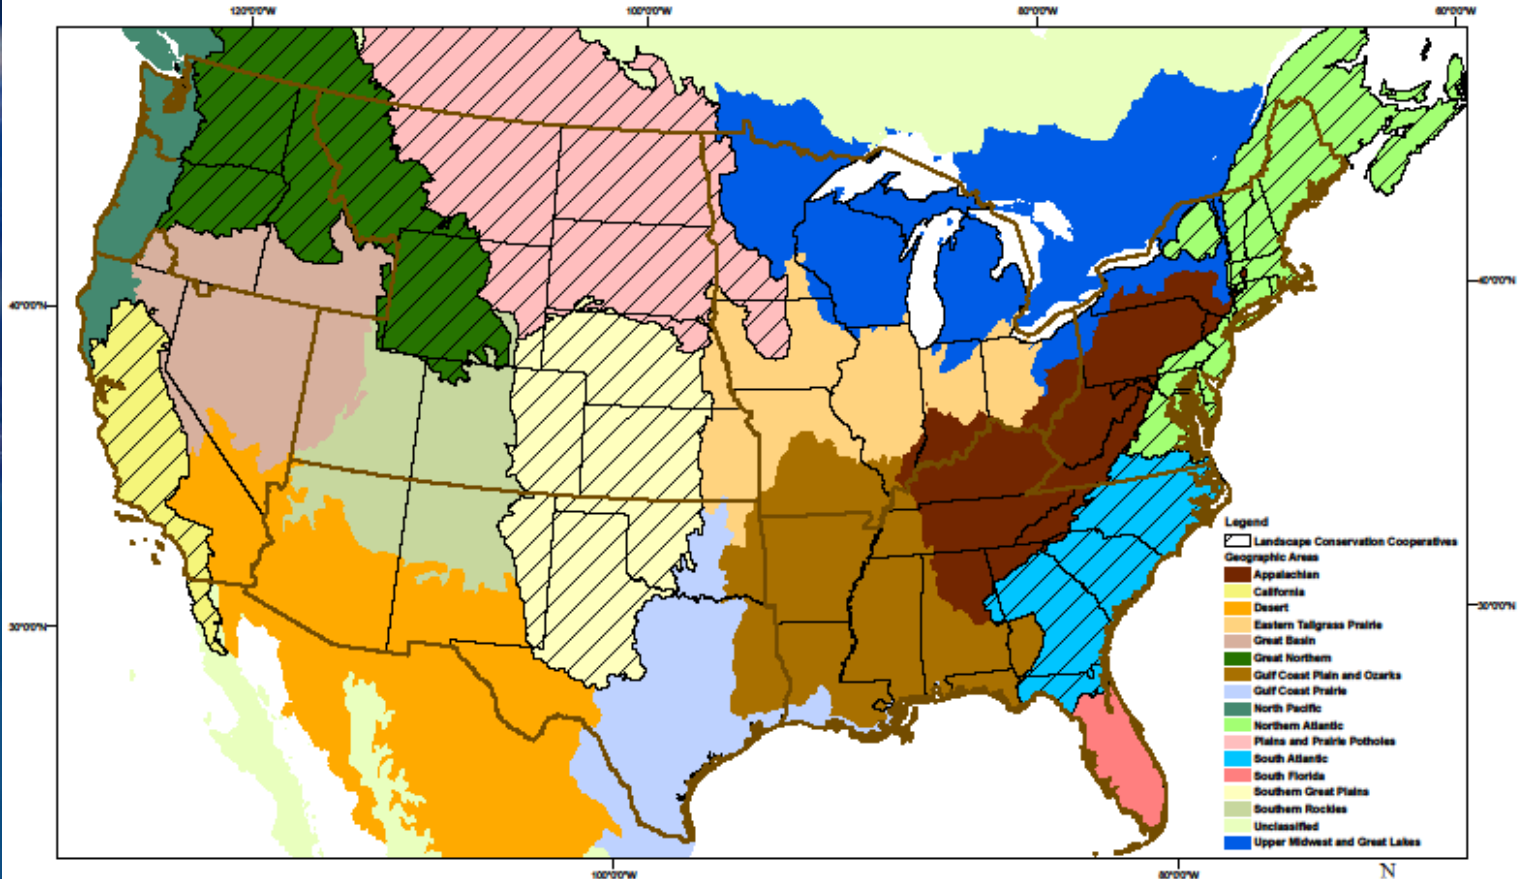 120°0'0"W 100°0'0"W 80°0'0"W 60°0'0"W
40°0'0"N 40°0'0"N
30°0'0"N 30°0'0"N
Legend
Landscape Conservation Cooperatives
Geographic Areas
Appalachian
California
Desert
Eastern Tallgrass Prairie
Great Basin
Great Northern
Gulf Coast Plain and Ozarks
Gulf Coast Prairie
North Pacific
Northern Atlantic
Plains and Prairie Potholes
South Atlantic
South Florida
Southern Great Plains
Southern Rockies
Unclassified
Upper Midwest and Great Lakes
100°0'0"W 80°0'0"W N